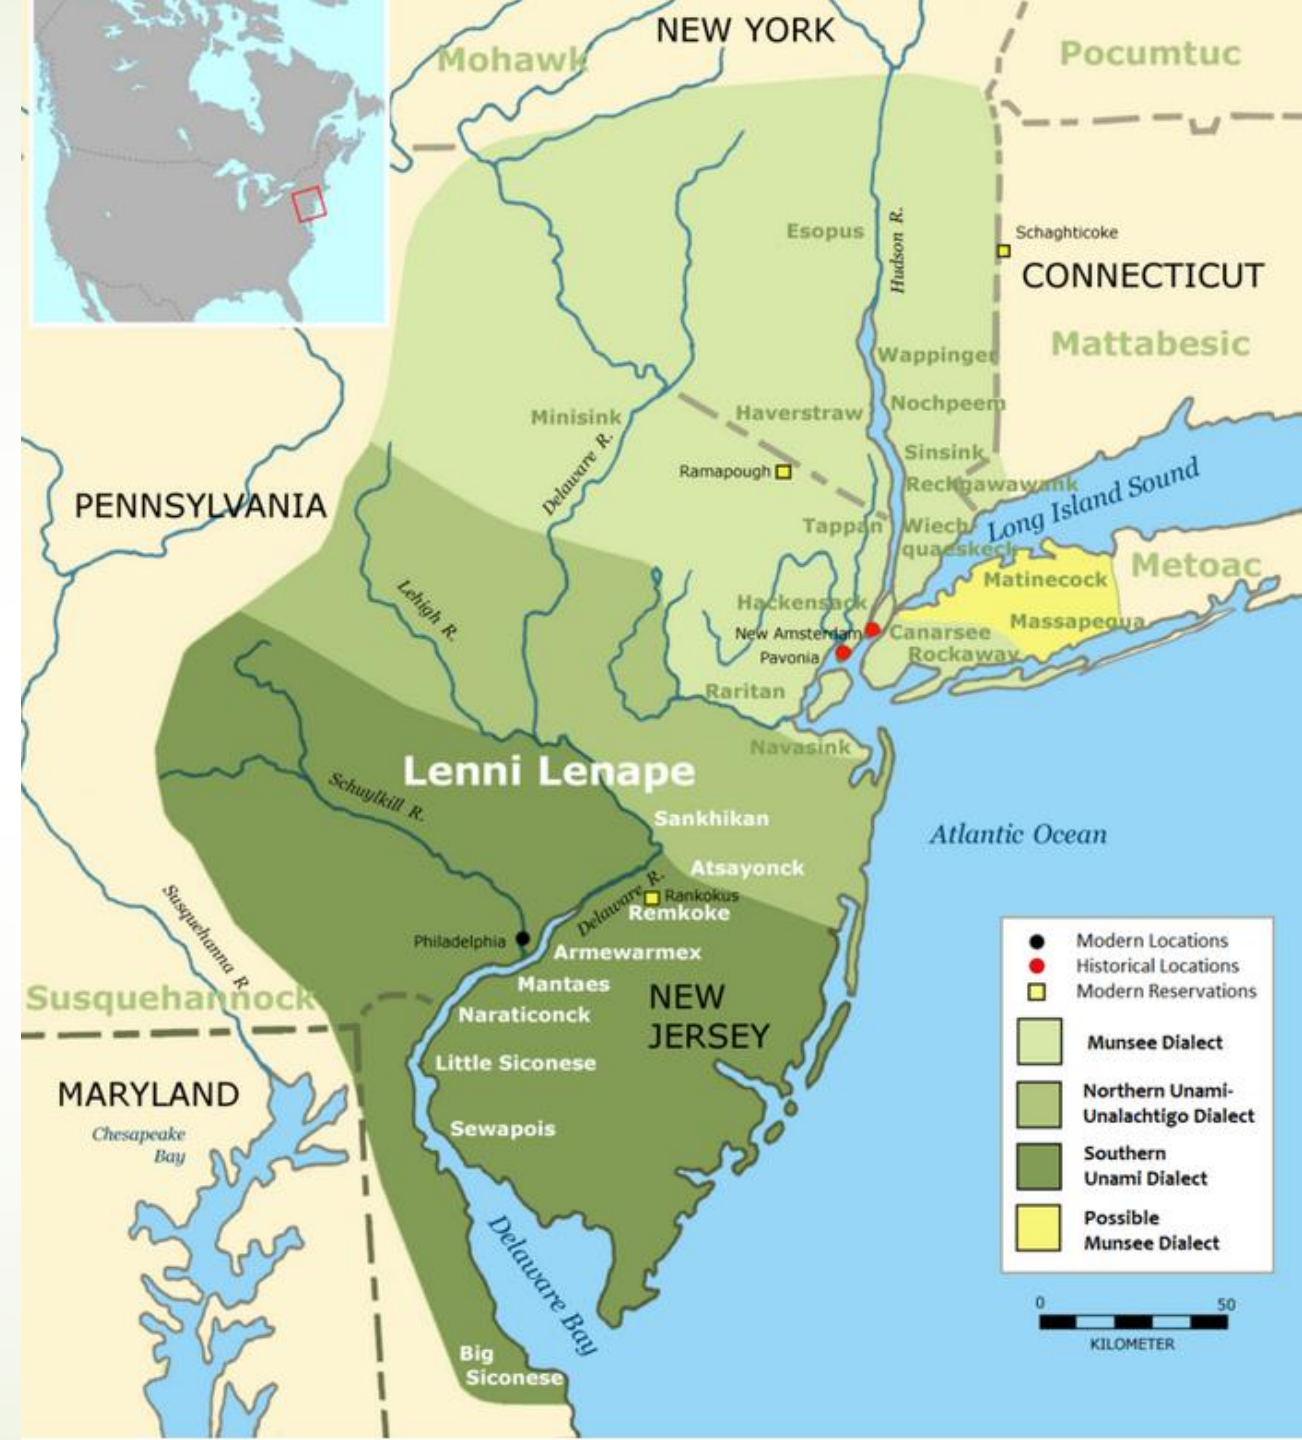 NEW YORK
Mohawk
Pocumtuc
Esopus
Hudson R.
Schaghticoke
CONNECTICUT
Mattabesic
Wappinger
Nochpeem
Minisink
Haverstraw
Sinsink
Ramapough
Rechgawawank
Delaware R.
Long Island Sound
PENNSYLVANIA
Tappan
Wiech-
quaeskeck
Metoac
Matinecock
Lehigh R.
Hackensack
Massapequa
New Amsterdam
Canarsee
Pavonia
Rockaway
Raritan
Navasink
Lenni Lenape
Schuylkill R.
Sankhikan
Atlantic Ocean
Atsayonck
Susquehanna R.
Delaware R.
Rankokus
Remkoke
Philadelphia
Armewarmex
Mantaes
Susquehannock
NEW
JERSEY
Naraticonck
Little Siconese
MARYLAND
Chesapeake
Bay
Sewapois
Delaware Bay
Big
Siconese
Modern Locations
Historical Locations
Modern Reservations
Munsee Dialect
Northern Unami-
Unalachtigo Dialect
Southern
Unami Dialect
Possible
Munsee Dialect
0 50
KILOMETER